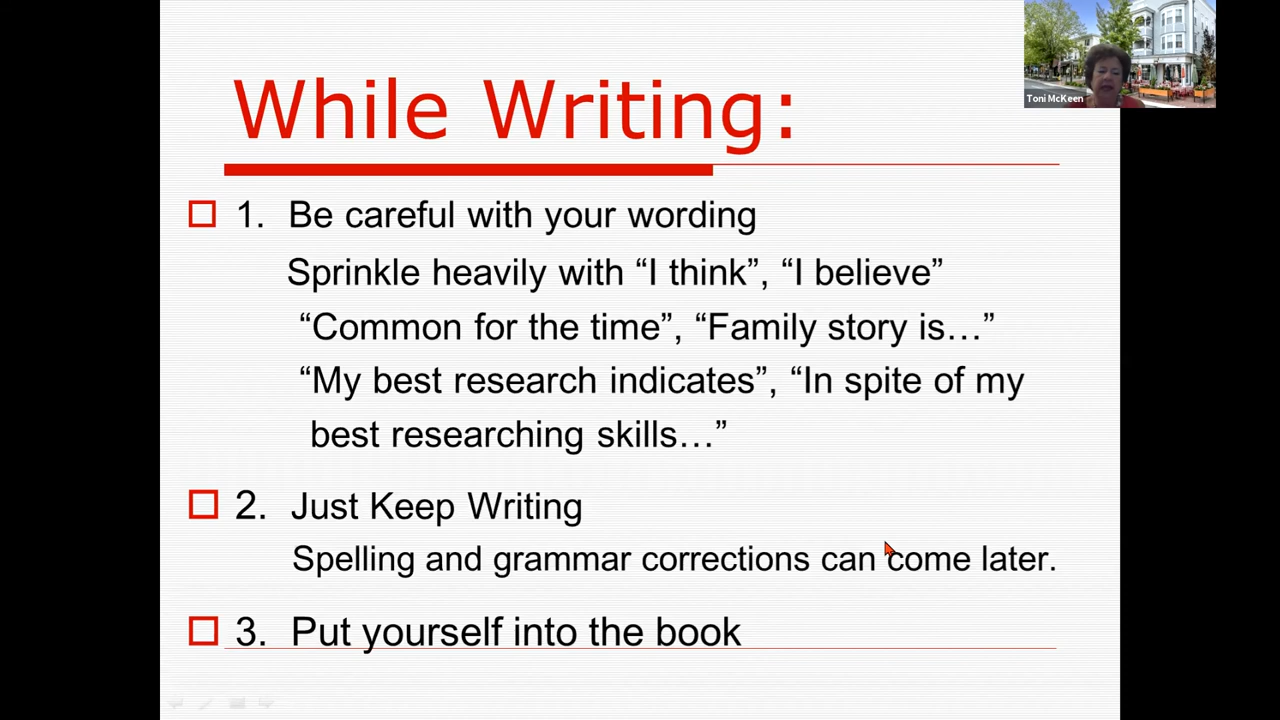 While Writing:
Toni McKeen
1. Be careful with your wording
Sprinkle heavily with “I think”, “I believe”
“Common for the time”, “Family story is…”
“My best research indicates”, “In spite of my
best researching skills…”
2. Just Keep Writing
Spelling and grammar corrections can come later.
3. Put yourself into the book